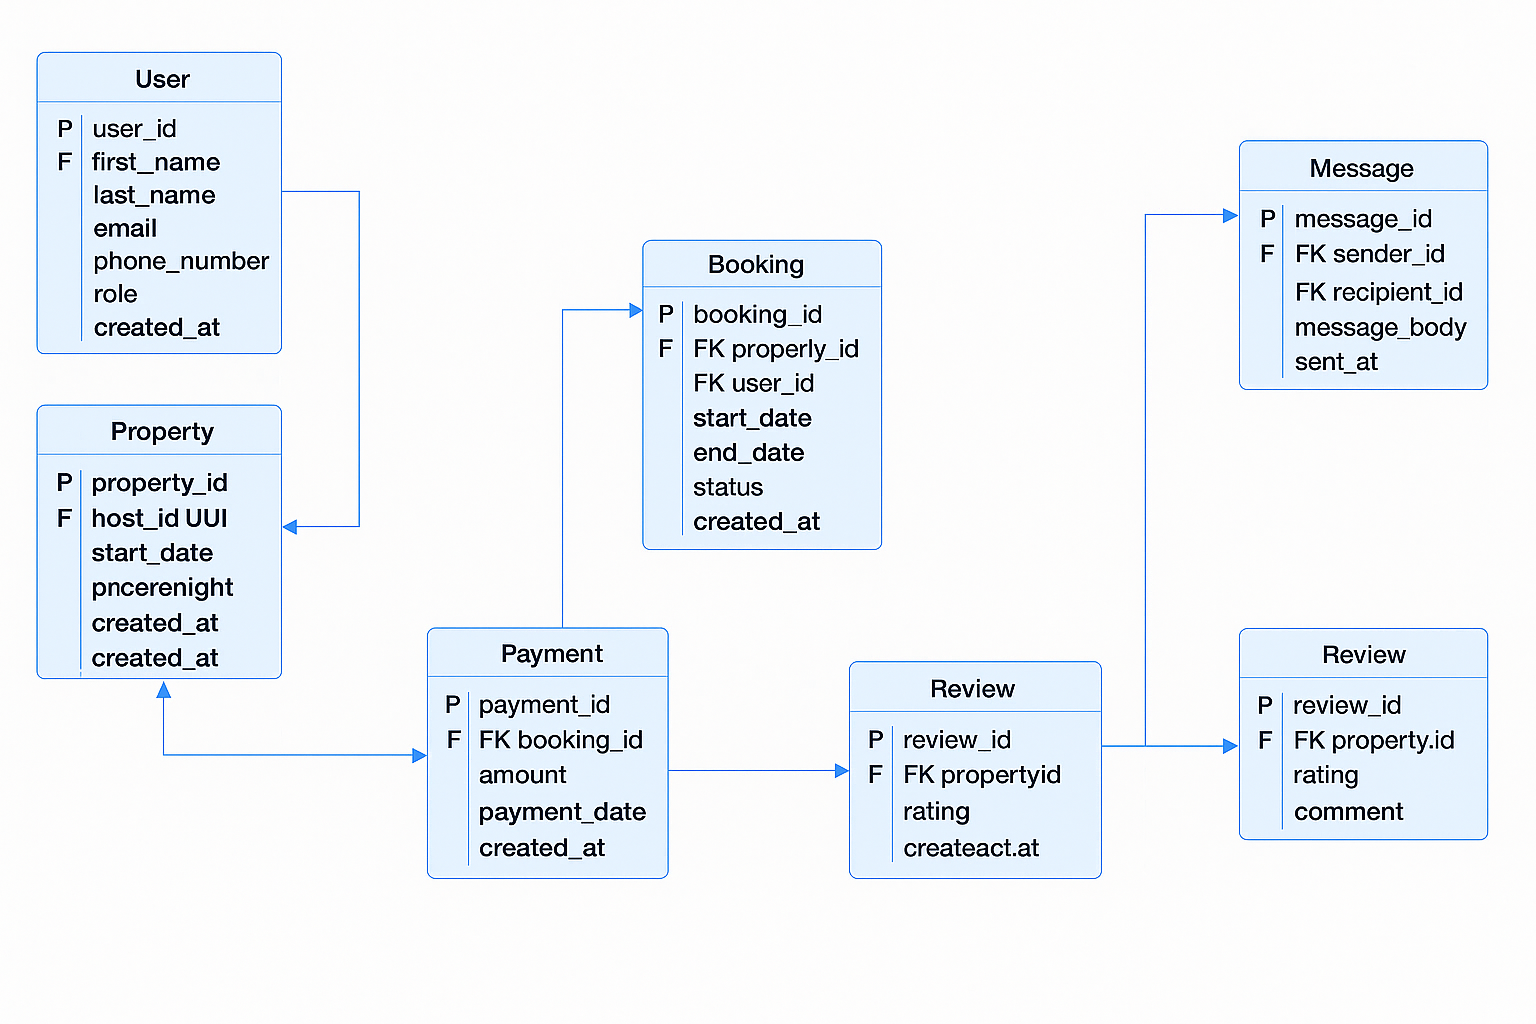 User
P user_id
F first_name
last_name
email
phone_number
role
created_at
Property
P property_id
F host_id UUI
start_date
pncerenight
created_at
created_at
Booking
P booking_id
F FK properly_id
FK user_id
start_date
end_date
status
created_at
Payment
P payment_id
F FK booking_id
amount
payment_date
created_at
Review
P review_id
F FK propertyid
rating
createact.at
Message
P message_id
F FK sender_id
FK recipient_id
message_body
sent_at
Review
P review_id
F FK property.id
rating
comment